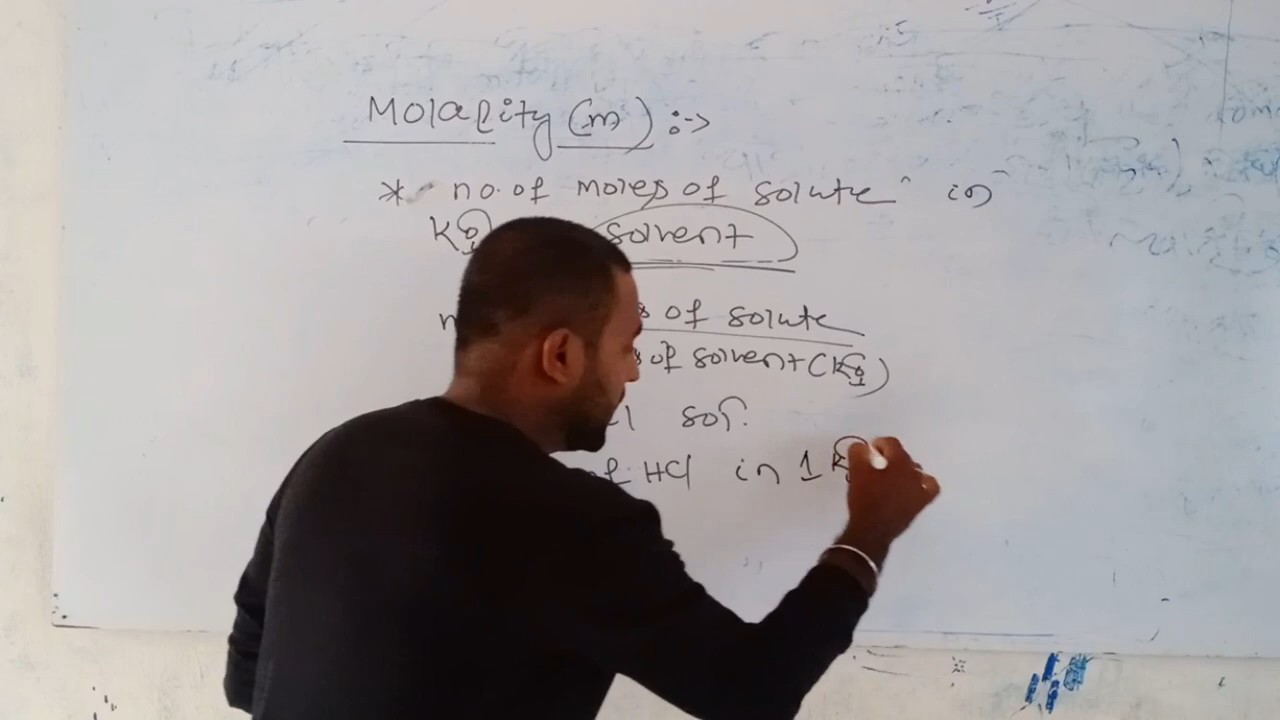 Molality (m) :->
* no. of moles of solute in
Kg solvent
of solute
of solvent (Kg)
sol.
of HCl in 1 Kg